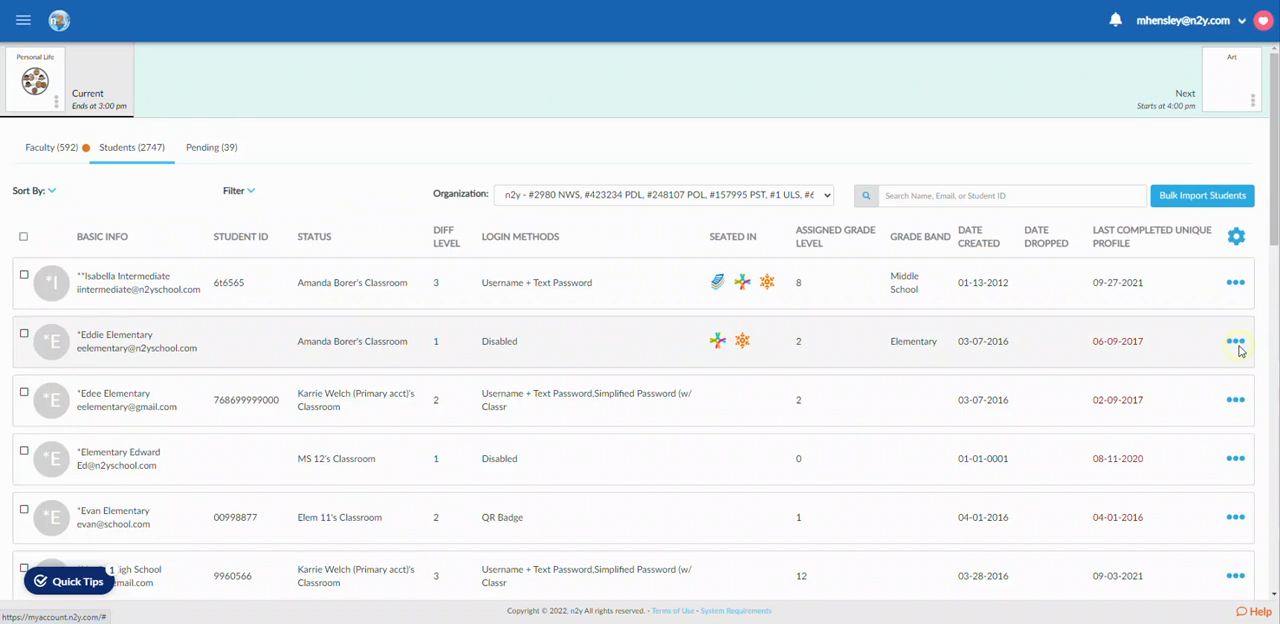 n2y
mhensley@n2y.com
Personal Life
Current
Ends at 3:00 pm
Art
Next
Starts at 4:00 pm
Faculty (592)
Students (2747)
Pending (39)
Sort By:
Filter
Organization:
n2y - #2980 NWS, #423234 PDL, #248107 POL, #157995 PST, #1 ULS, #6
Search Name, Email, or Student ID
Bulk Import Students
BASIC INFO
STUDENT ID
STATUS
DIFF LEVEL
LOGIN METHODS
SEATED IN
ASSIGNED GRADE LEVEL
GRADE BAND
DATE CREATED
DATE DROPPED
LAST COMPLETED UNIQUE PROFILE
*I
**Isabella Intermediate
iintermediate@n2yschool.com
6t6565
Amanda Borer's Classroom
3
Username + Text Password
8
Middle School
01-13-2012
09-27-2021
*E
*Eddie Elementary
eelementary@n2yschool.com
Amanda Borer's Classroom
1
Disabled
2
Elementary
03-07-2016
06-09-2017
*E
*Edee Elementary
eelementary@gmail.com
768699999000
Karrie Welch (Primary acct)'s Classroom
2
Username + Text Password,Simplified Password (w/ Classr
2
03-07-2016
02-09-2017
*E
*Elementary Edward
Ed@n2yschool.com
MS 12's Classroom
1
Disabled
0
01-01-0001
08-11-2020
*E
*Evan Elementary
evan@school.com
00998877
Elem 11's Classroom
2
QR Badge
1
04-01-2016
04-01-2016
igh School
email.com
9960566
Karrie Welch (Primary acct)'s Classroom
3
Username + Text Password,Simplified Password (w/ Classr
12
03-28-2016
09-03-2021
1
Quick Tips
https://myaccount.n2y.com/#
Copyright © 2022, n2y All rights reserved. - Terms of Use - System Requirements
Help